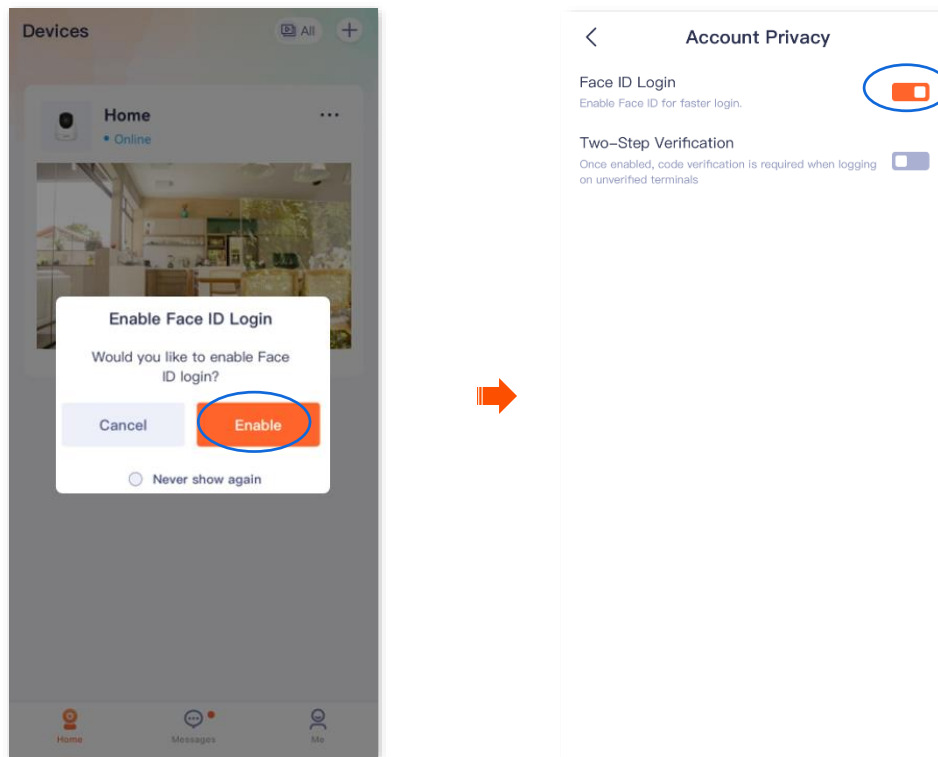 Devices
All
Home
• Online
Enable Face ID Login
Would you like to enable Face
ID login?
Cancel
Enable
Never show again
Home
Messages
Me
Account Privacy
Face ID Login
Enable Face ID for faster login.
Two-Step Verification
Once enabled, code verification is required when logging
on unverified terminals